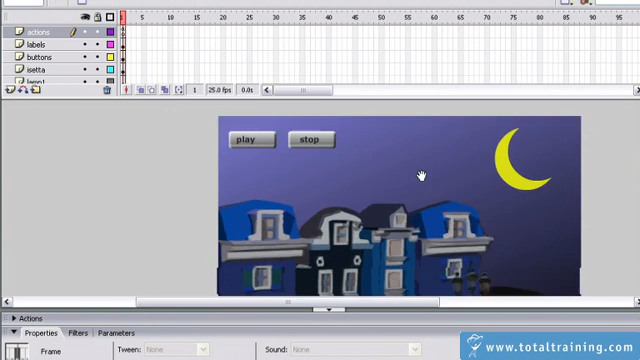 1 5 10 15 20 25 30 35 40 45 50 55 60 65 70 75 80 85 90 95
actions
labels
buttons
isetta
lamp1
1 25.0 fps 0.0s
play stop
Actions
Properties Filters Parameters
Frame Tween: None Sound: None
www.totaltraining.com